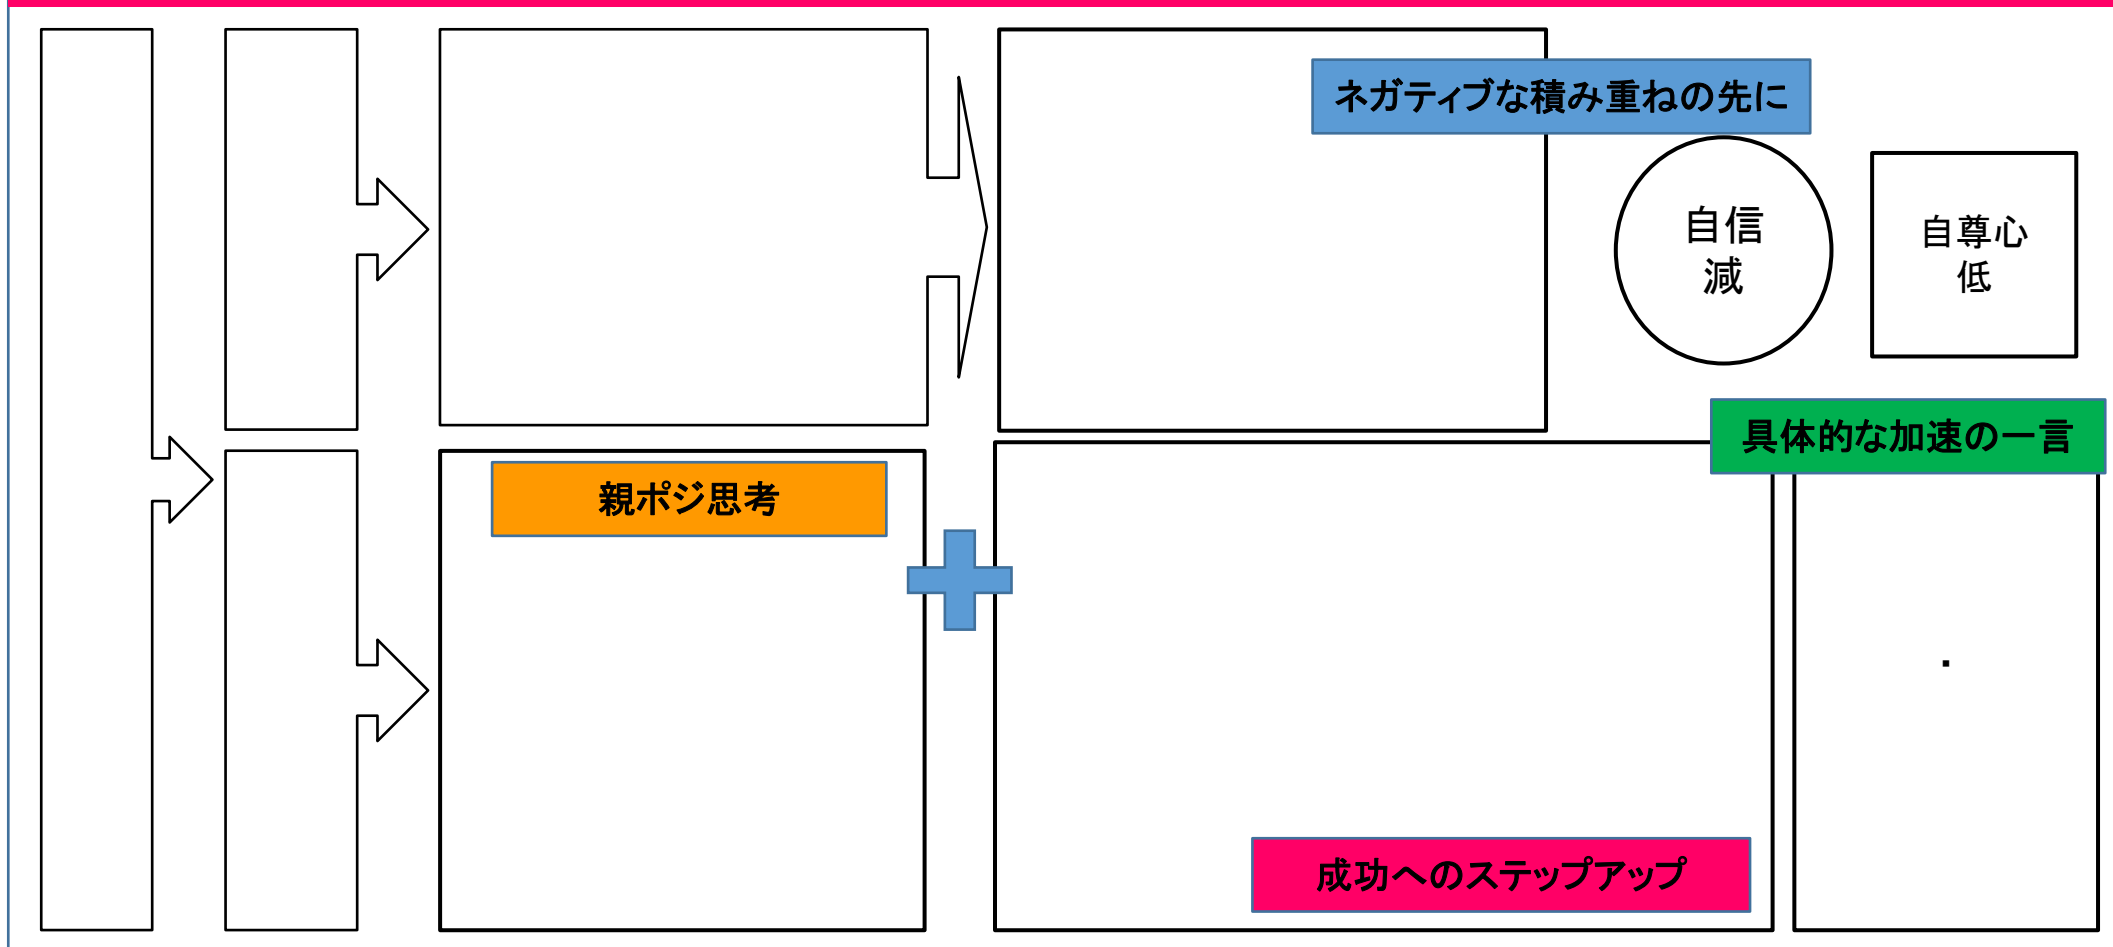 ネガティブな積み重ねの先に
自信
減
自尊心
低
具体的な加速の一言
親ポジ思考
.
成功へのステップアップ